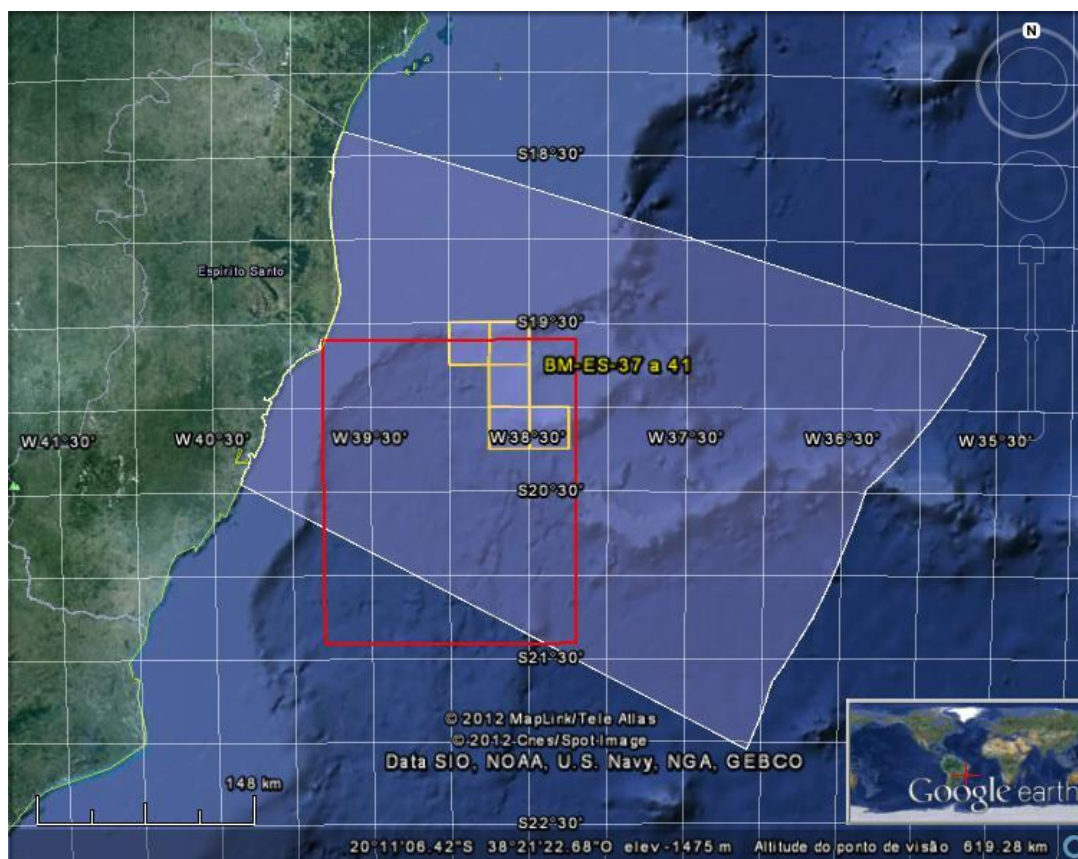 N
S18°30'
Espírito Santo
S19°30'
BM-ES-37 a 41
W41°30'
W40°30'
W39°30'
W38°30'
W37°30'
W36°30'
W35°30'
S20°30'
S21°30'
© 2012 MapLink/Tele Atlas
© 2012 Cnes/Spot Image
Data SIO, NOAA, U.S. Navy, NGA, GEBCO
148 km
Google earth
S22°30'
20°11'06.42"S 38°21'22.68"O elev -1475 m Altitude do ponto de visão 619.28 km